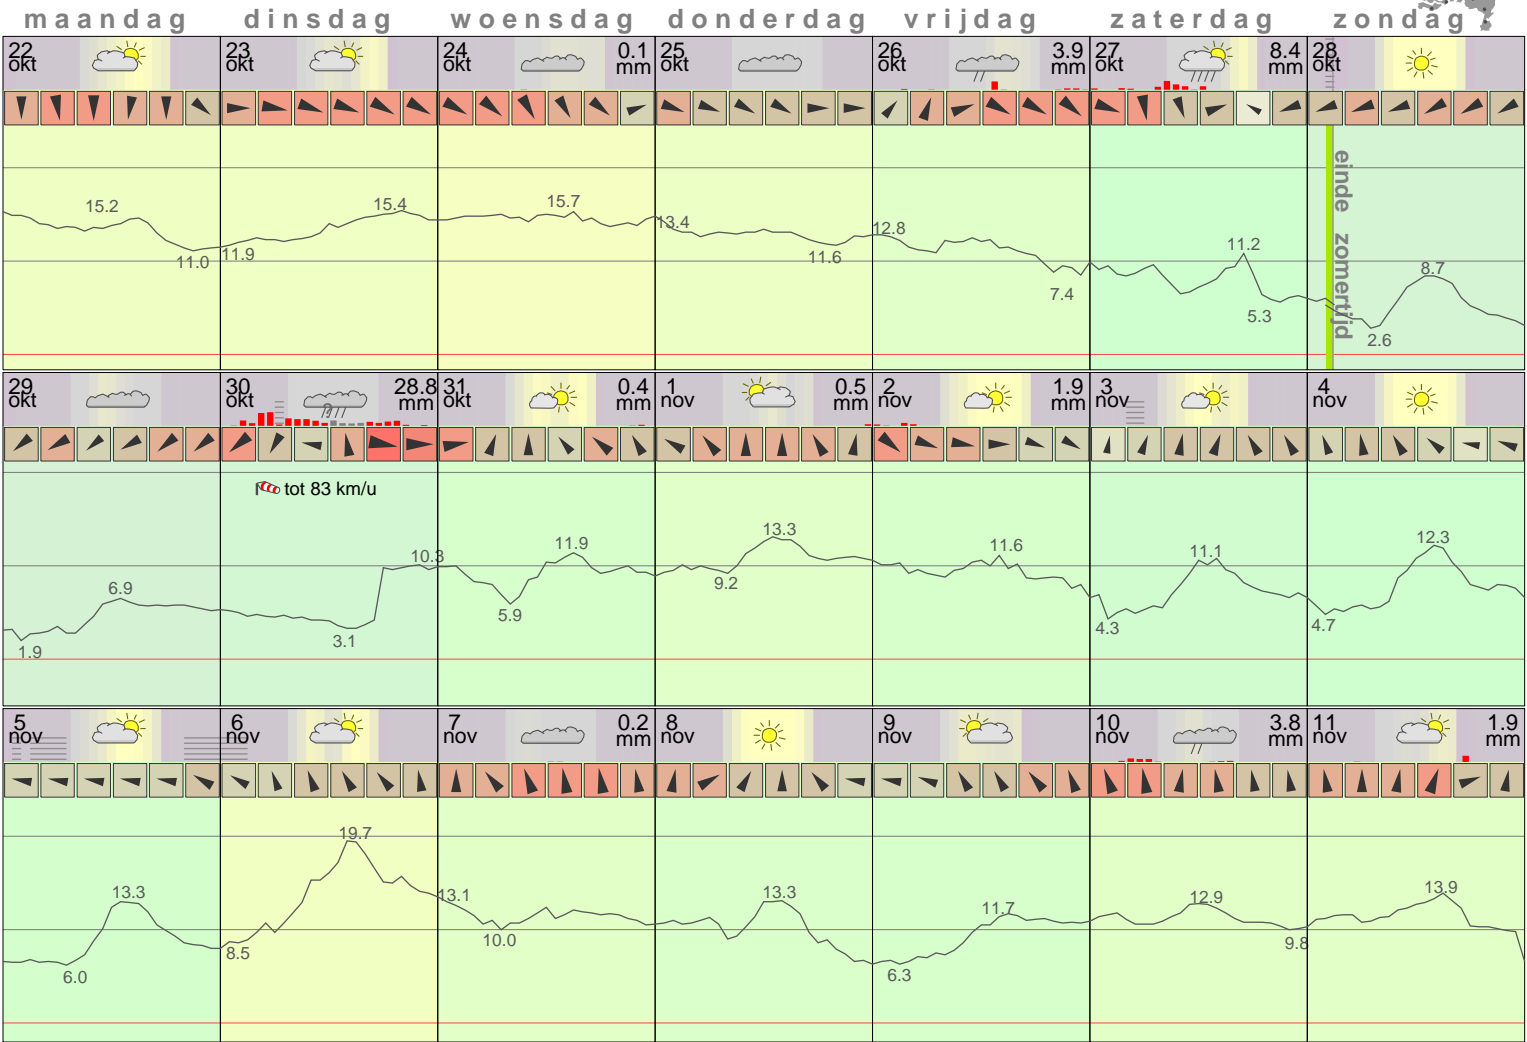 maandag dinsdag woensdag donderdag vrijdag zaterdag zondag
22 okt
23 okt
24 okt 0.1 mm
25 okt
26 okt 3.9 mm
27 okt 8.4 mm
28 okt
15.2 11.0
11.9 15.4
15.7
13.4 11.6
12.8 7.4
11.2 5.3
einde zomertijd
2.6 8.7
29 okt
30 okt 28.8 mm
31 okt 0.4 mm
1 nov 0.5 mm
2 nov 1.9 mm
3 nov
4 nov
?
tot 83 km/u
1.9 6.9
3.1 10.3
5.9 11.9
9.2 13.3
11.6
4.3 11.1
4.7 12.3
5 nov
6 nov
7 nov 0.2 mm
8 nov
9 nov
10 nov 3.8 mm
11 nov 1.9 mm
6.0 13.3
8.5 19.7
13.1 10.0
13.3
6.3 11.7
12.9 9.8
13.9